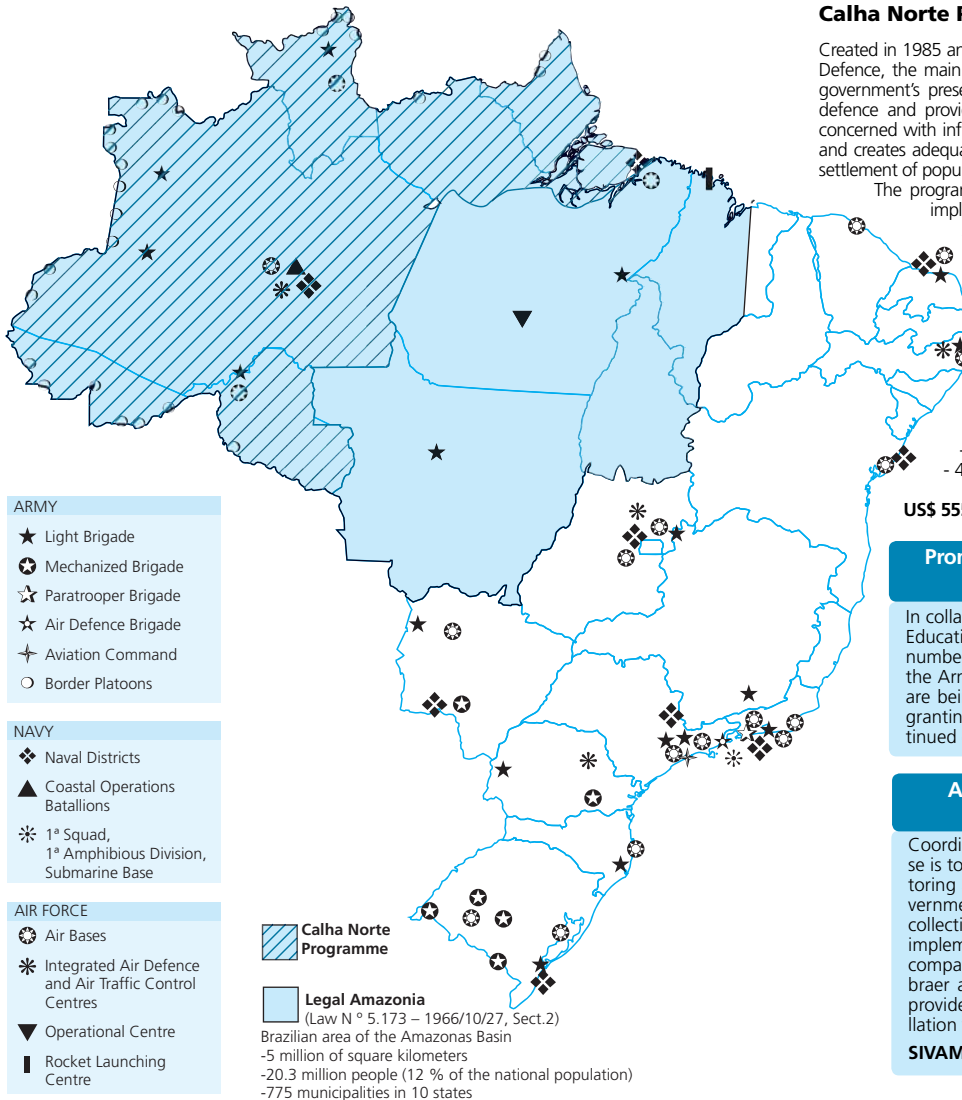 Calha Norte P
Created in 1985 an
Defence, the main
government's prese
defence and provi
concerned with inf
and creates adequa
settlement of popu
The progran
impl
- 4
US$ 555
Pror
In colla
Educati
number
the Arr
are bei
grantin
tinued
A
Coordi
se is to
toring
vernme
collecti
implem
compa
braer a
provide
llation
SIVAM
ARMY
Light Brigade
Mechanized Brigade
Paratrooper Brigade
Air Defence Brigade
Aviation Command
Border Platoons
NAVY
Naval Districts
Coastal Operations
Batallions
1ª Squad,
1ª Amphibious Division,
Submarine Base
AIR FORCE
Air Bases
Integrated Air Defence
and Air Traffic Control
Centres
Operational Centre
Rocket Launching
Centre
Calha Norte
Programme
Legal Amazonia
(Law N º 5.173 – 1966/10/27, Sect.2)
Brazilian area of the Amazonas Basin
-5 million of square kilometers
-20.3 million people (12 % of the national population)
-775 municipalities in 10 states